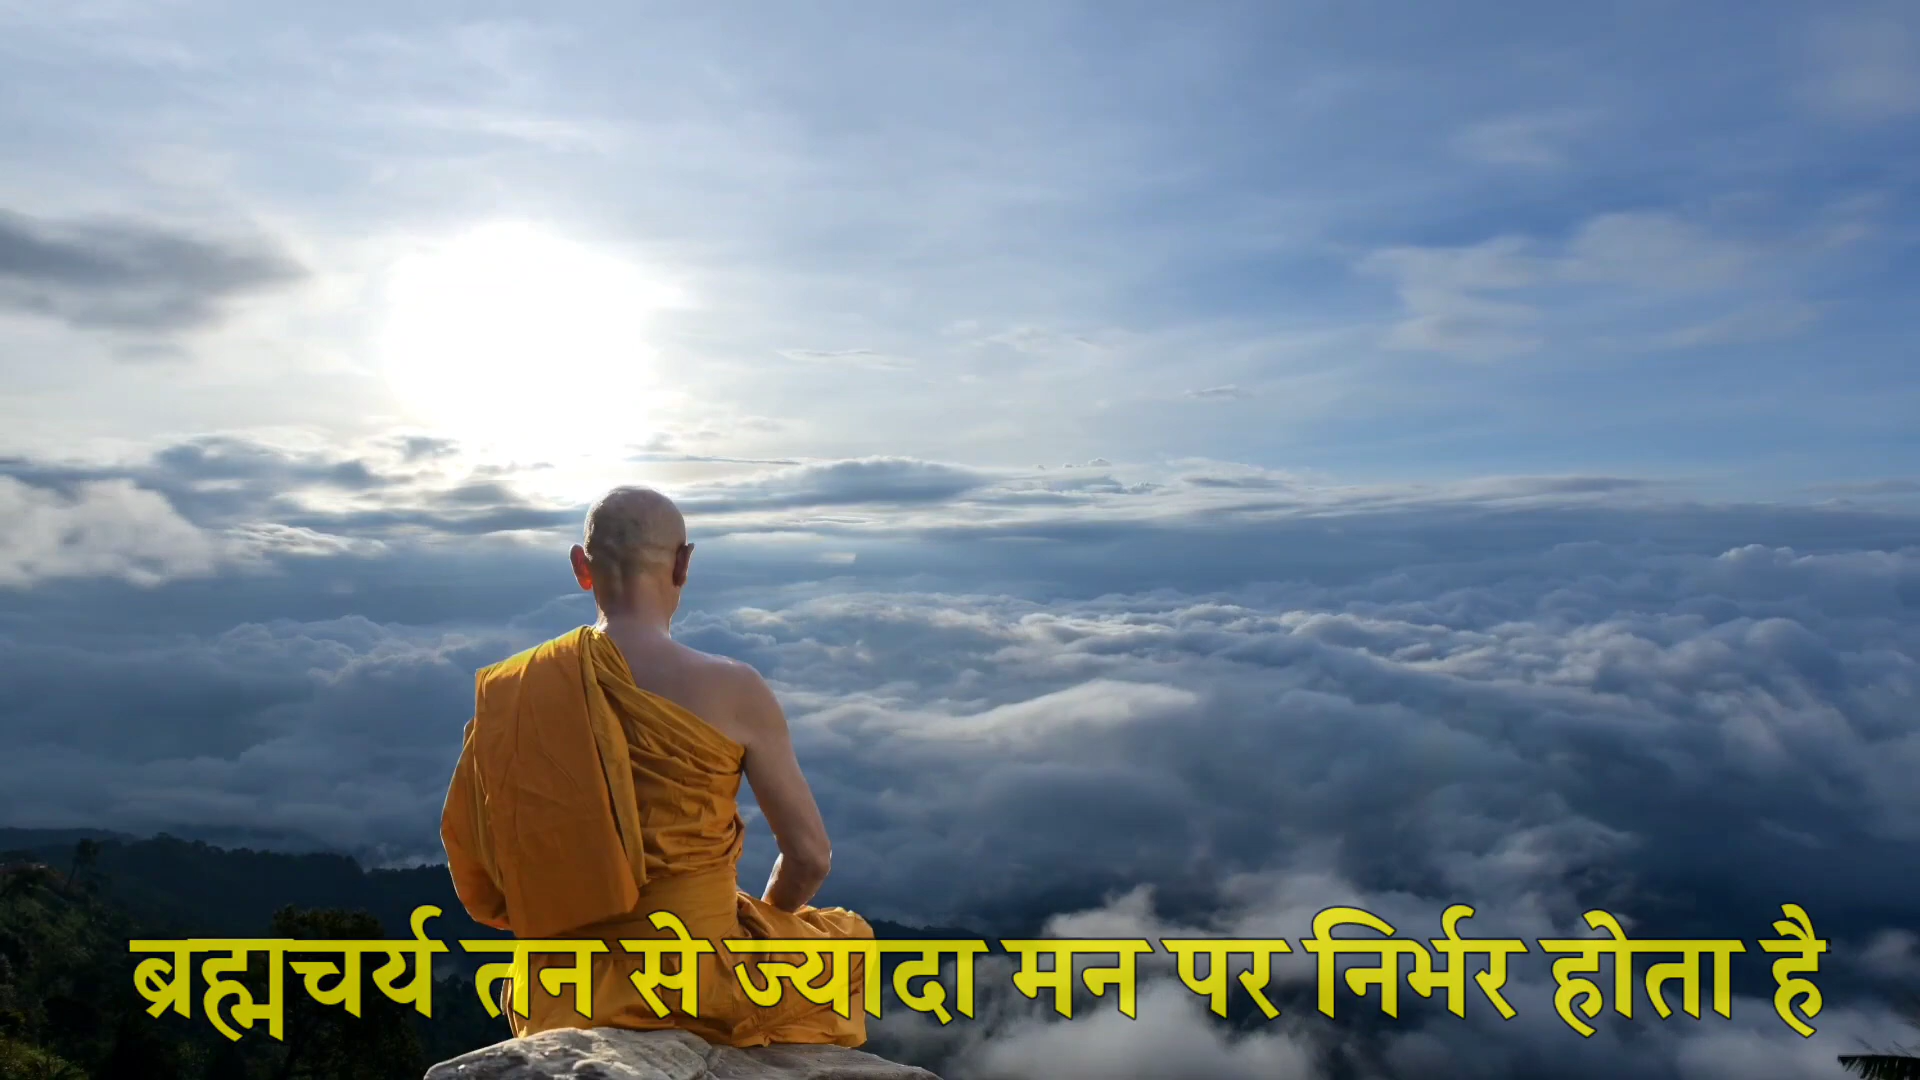 ब्रह्मचर्य तन से ज्यादा मन पर निर्भर होता है